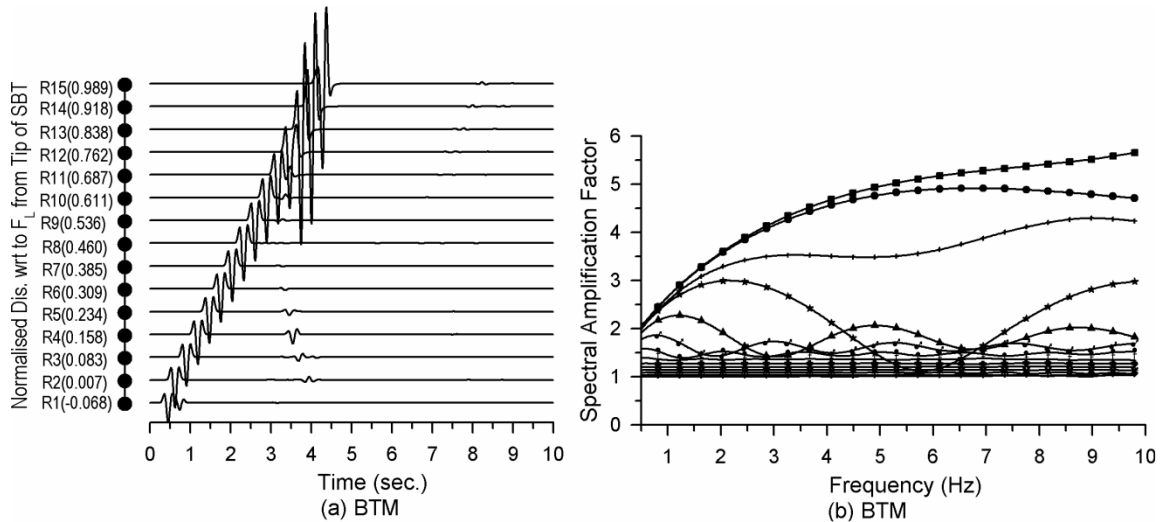 Normalised Dis. wrt to F_L from Tip of SBT
R15(0.989)
R14(0.918)
R13(0.838)
R12(0.762)
R11(0.687)
R10(0.611)
R9(0.536)
R8(0.460)
R7(0.385)
R6(0.309)
R5(0.234)
R4(0.158)
R3(0.083)
R2(0.007)
R1(-0.068)
0 1 2 3 4 5 6 7 8 9 10
Time (sec.)
(a) BTM
Spectral Amplification Factor
6
5
4
3
2
1
0
1 2 3 4 5 6 7 8 9 10
Frequency (Hz)
(b) BTM